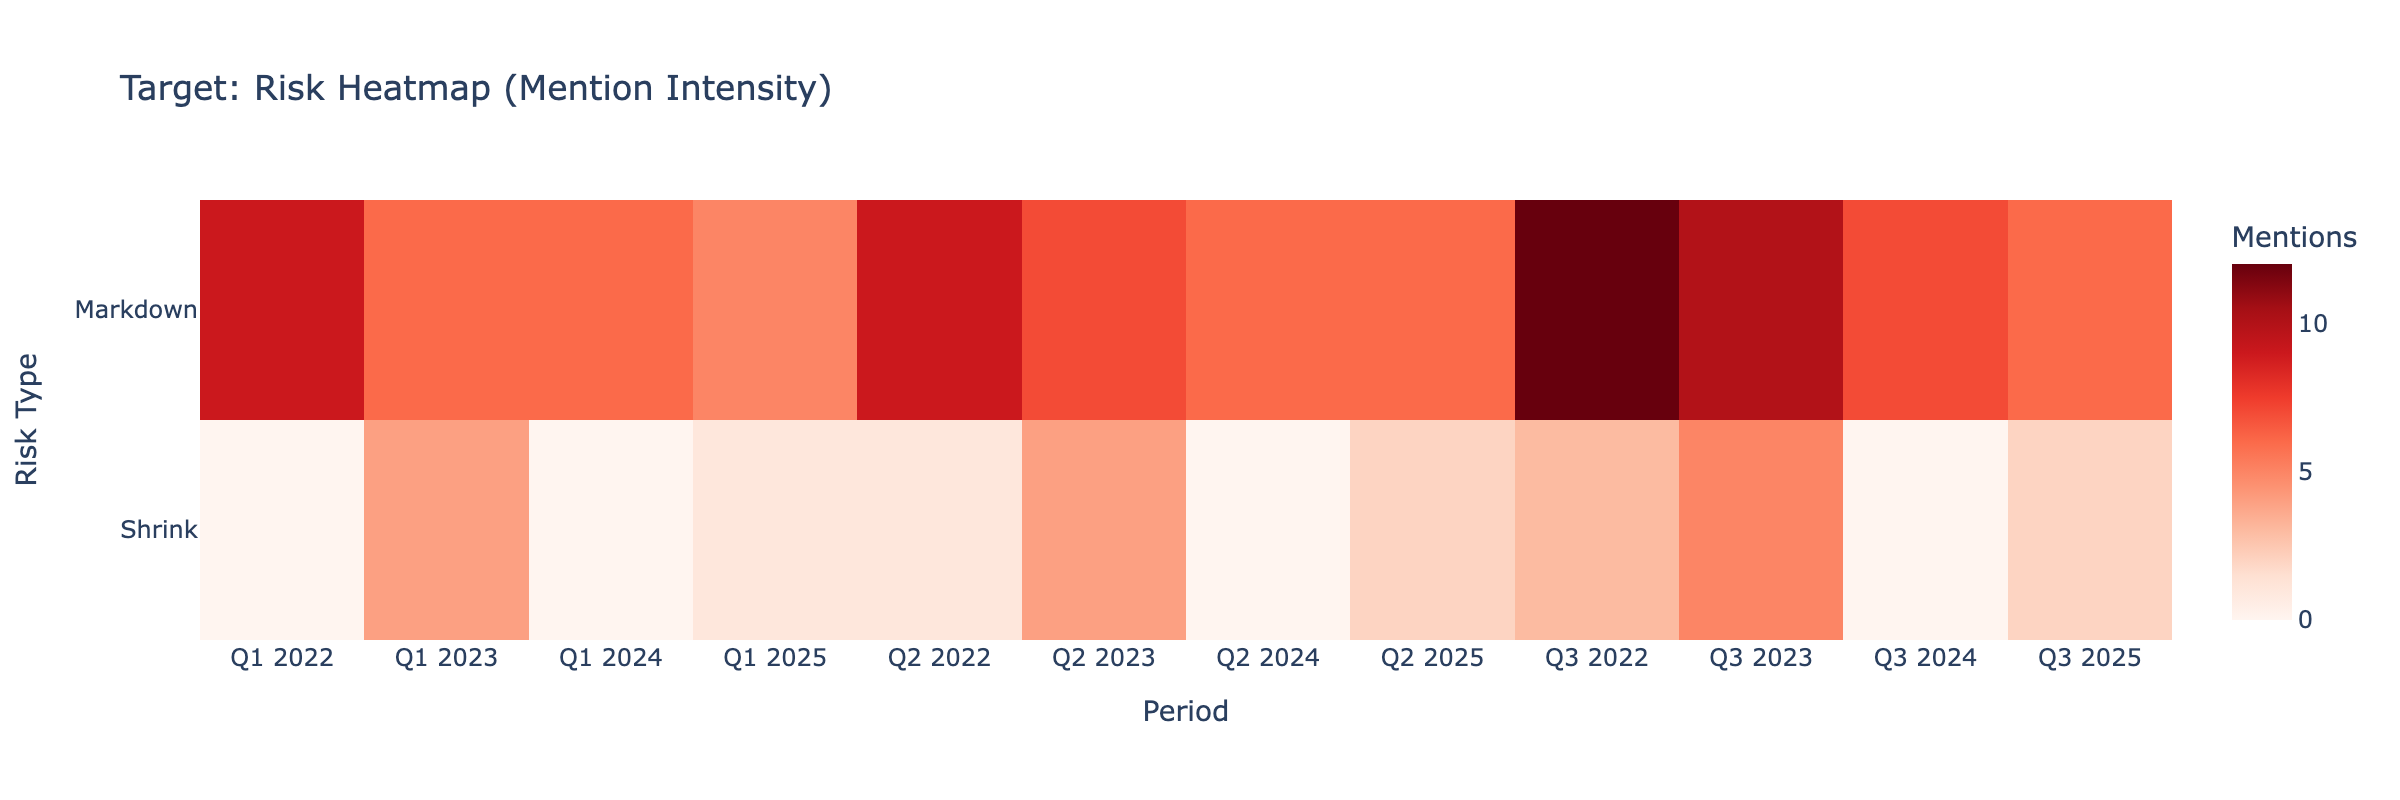 Target: Risk Heatmap (Mention Intensity)
Mentions
10
5
0
Risk Type
Markdown
Shrink
Q1 2022 Q1 2023 Q1 2024 Q1 2025 Q2 2022 Q2 2023 Q2 2024 Q2 2025 Q3 2022 Q3 2023 Q3 2024 Q3 2025
Period